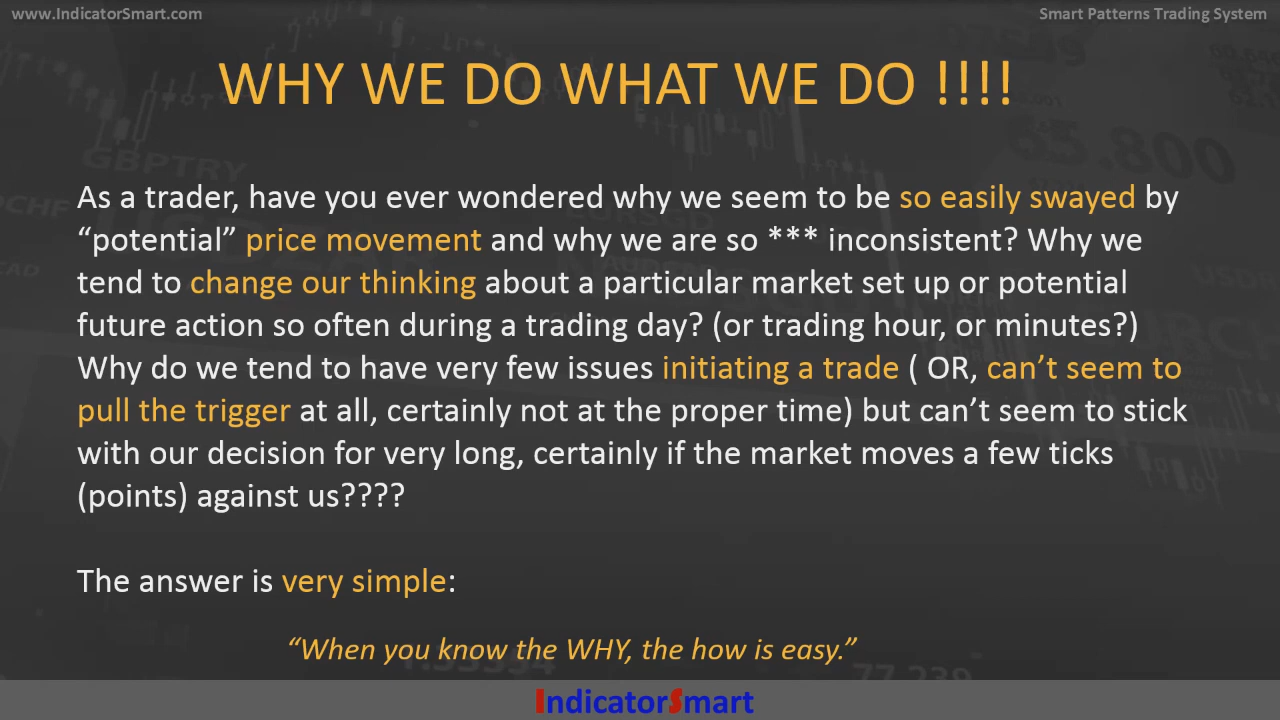 www.IndicatorSmart.com
Smart Patterns Trading System
WHY WE DO WHAT WE DO !!!!
As a trader, have you ever wondered why we seem to be so easily swayed by
“potential” price movement and why we are so *** inconsistent? Why we
tend to change our thinking about a particular market set up or potential
future action so often during a trading day? (or trading hour, or minutes?)
Why do we tend to have very few issues initiating a trade ( OR, can’t seem to
pull the trigger at all, certainly not at the proper time) but can’t seem to stick
with our decision for very long, certainly if the market moves a few ticks
(points) against us????
The answer is very simple:
“When you know the WHY, the how is easy.”
IndicatorSmart
GBPTRY
63.800
77.239